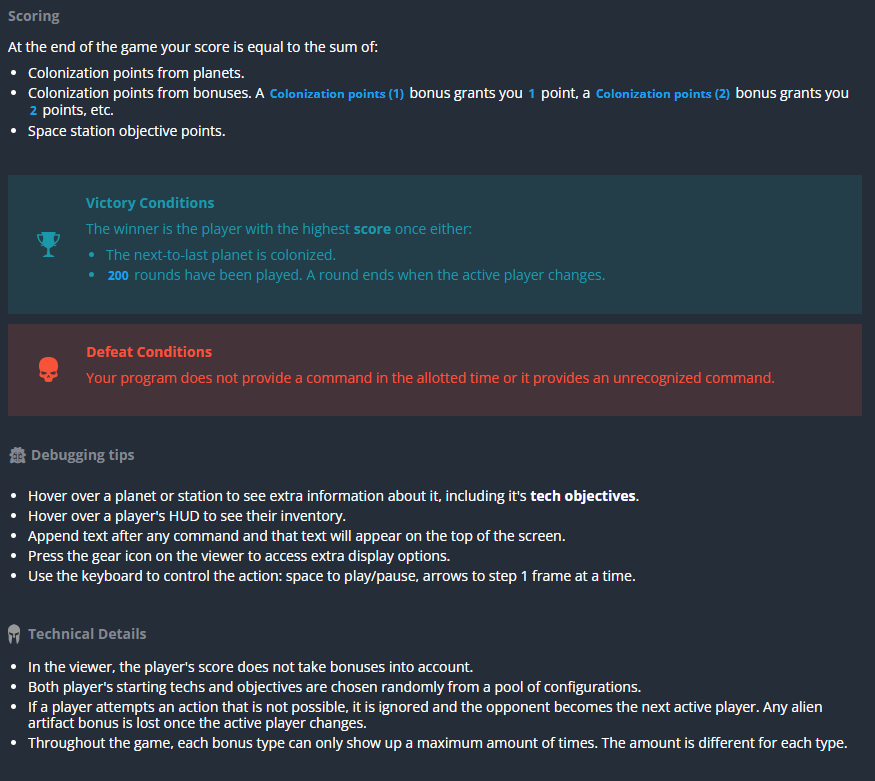 Scoring
At the end of the game your score is equal to the sum of:
• Colonization points from planets.
• Colonization points from bonuses. A Colonization points (1) bonus grants you 1 point, a Colonization points (2) bonus grants you
2 points, etc.
• Space station objective points.
Victory Conditions
The winner is the player with the highest score once either:
• The next-to-last planet is colonized.
• 200 rounds have been played. A round ends when the active player changes.
Defeat Conditions
Your program does not provide a command in the allotted time or it provides an unrecognized command.
Debugging tips
• Hover over a planet or station to see extra information about it, including it's tech objectives.
• Hover over a player's HUD to see their inventory.
• Append text after any command and that text will appear on the top of the screen.
• Press the gear icon on the viewer to access extra display options.
• Use the keyboard to control the action: space to play/pause, arrows to step 1 frame at a time.
Technical Details
• In the viewer, the player's score does not take bonuses into account.
• Both player's starting techs and objectives are chosen randomly from a pool of configurations.
• If a player attempts an action that is not possible, it is ignored and the opponent becomes the next active player. Any alien
artifact bonus is lost once the active player changes.
• Throughout the game, each bonus type can only show up a maximum amount of times. The amount is different for each type.